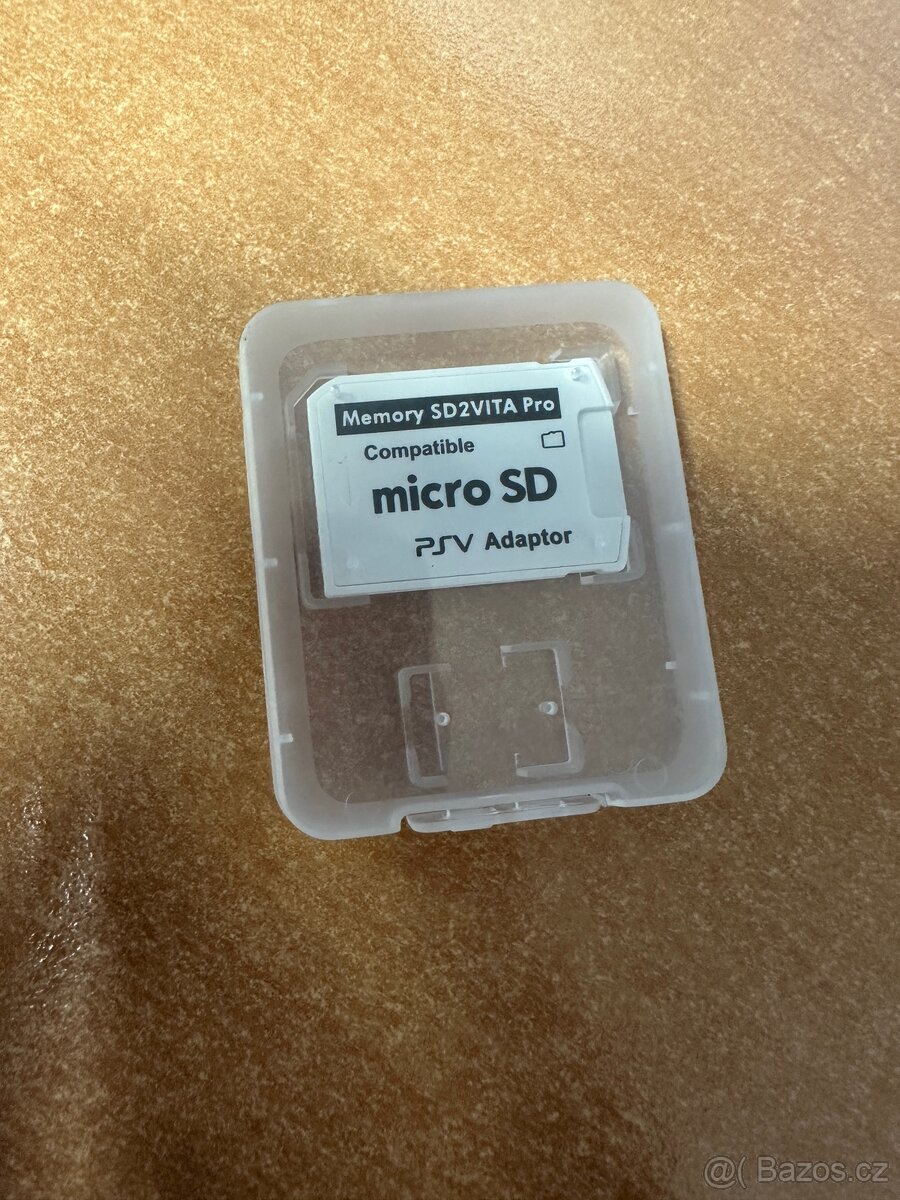 Memory SD2VITA Pro
Compatible
micro SD
PSV Adaptor
@( Bazos.cz